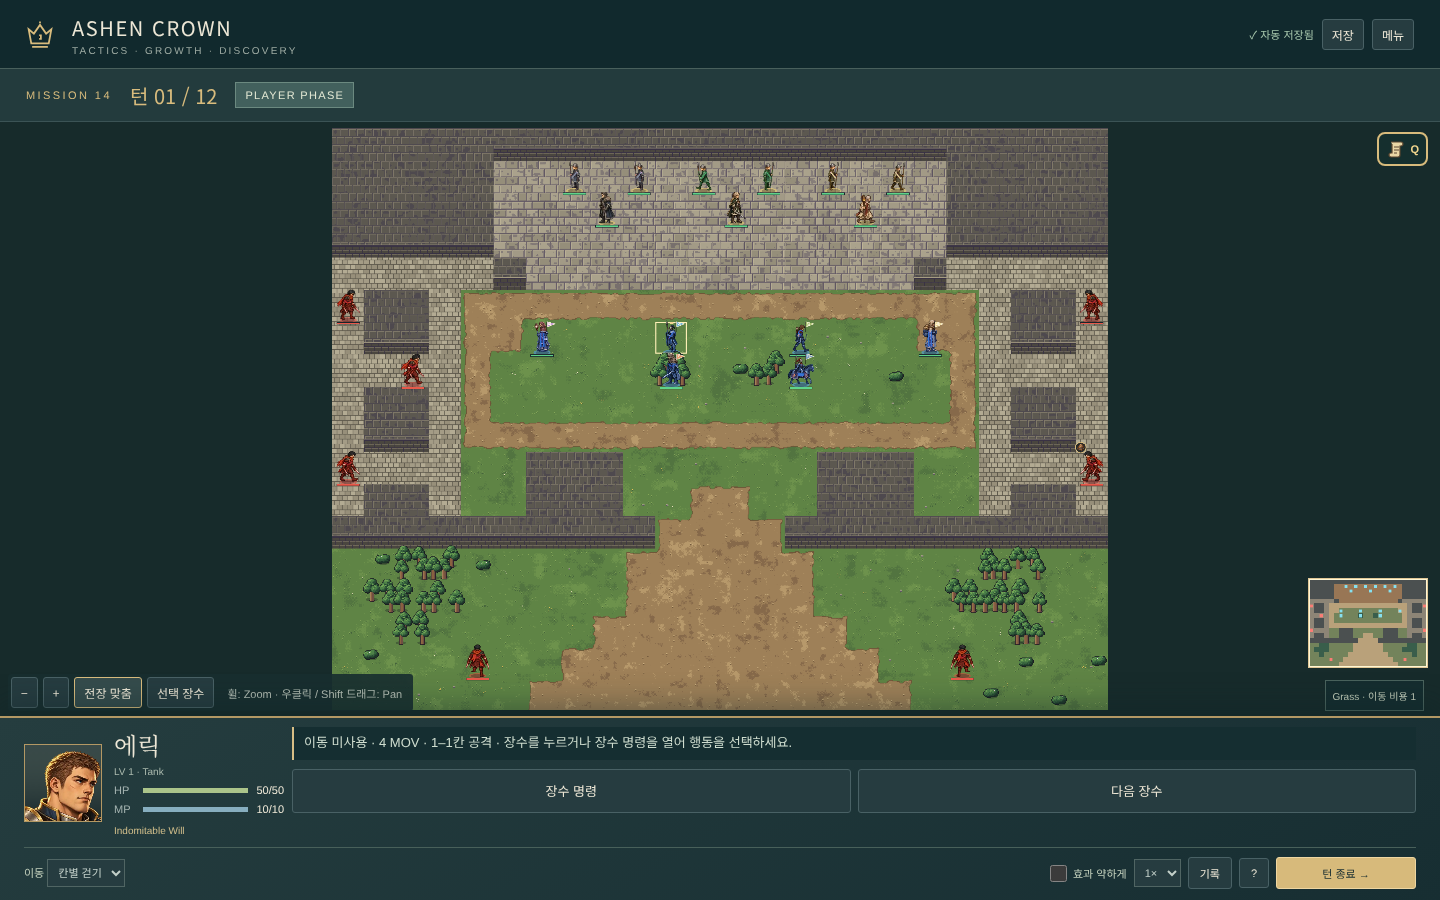 ASHEN CROWN
TACTICS · GROWTH · DISCOVERY
✓ 자동 저장됨
저장
메뉴
MISSION 14
턴 01 / 12
PLAYER PHASE
Q
−
+
전장 맞춤
선택 장수
휠: Zoom · 우클릭 / Shift 드래그: Pan
Grass · 이동 비용 1
에릭
LV 1 · Tank
HP 50/50
MP 10/10
Indomitable Will
이동 미사용 · 4 MOV · 1–1칸 공격 · 장수를 누르거나 장수 명령을 열어 행동을 선택하세요.
장수 명령
다음 장수
이동 칸별 걷기
효과 약하게
1×
기록
?
턴 종료 →